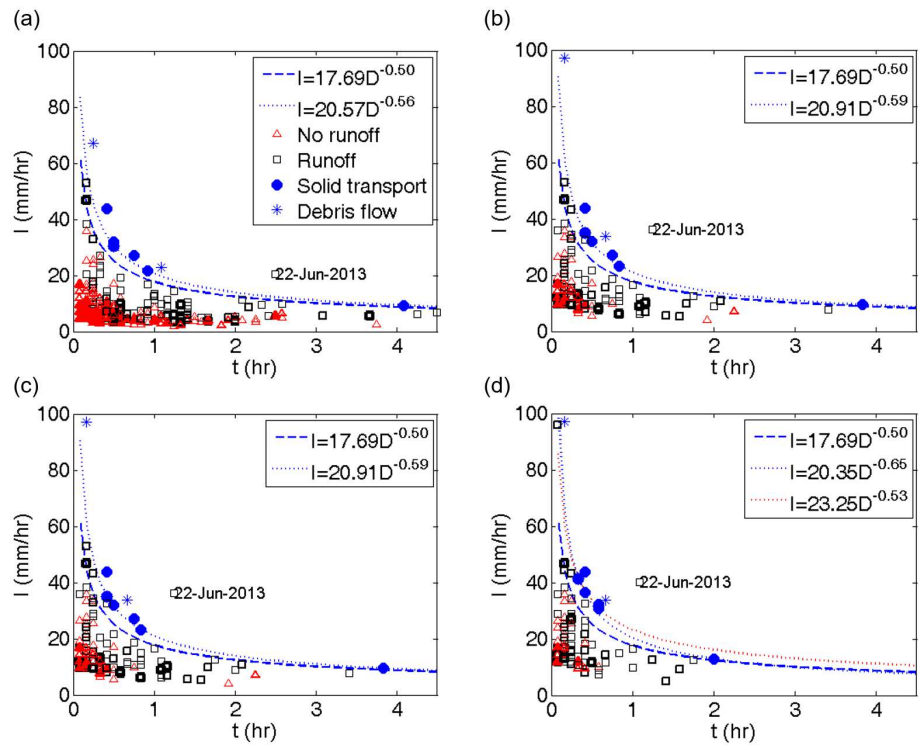 (a)
100
80
60
40
20
0
I (mm/hr)
0 1 2 3 4
t (hr)
I=17.69D^-0.50
I=20.57D^-0.56
No runoff
Runoff
Solid transport
Debris flow
22-Jun-2013
(b)
100
80
60
40
20
0
I (mm/hr)
0 1 2 3 4
t (hr)
I=17.69D^-0.50
I=20.91D^-0.59
22-Jun-2013
(c)
100
80
60
40
20
0
I (mm/hr)
0 1 2 3 4
t (hr)
I=17.69D^-0.50
I=20.91D^-0.59
22-Jun-2013
(d)
100
80
60
40
20
0
I (mm/hr)
0 1 2 3 4
t (hr)
I=17.69D^-0.50
I=20.35D^-0.65
I=23.25D^-0.53
22-Jun-2013